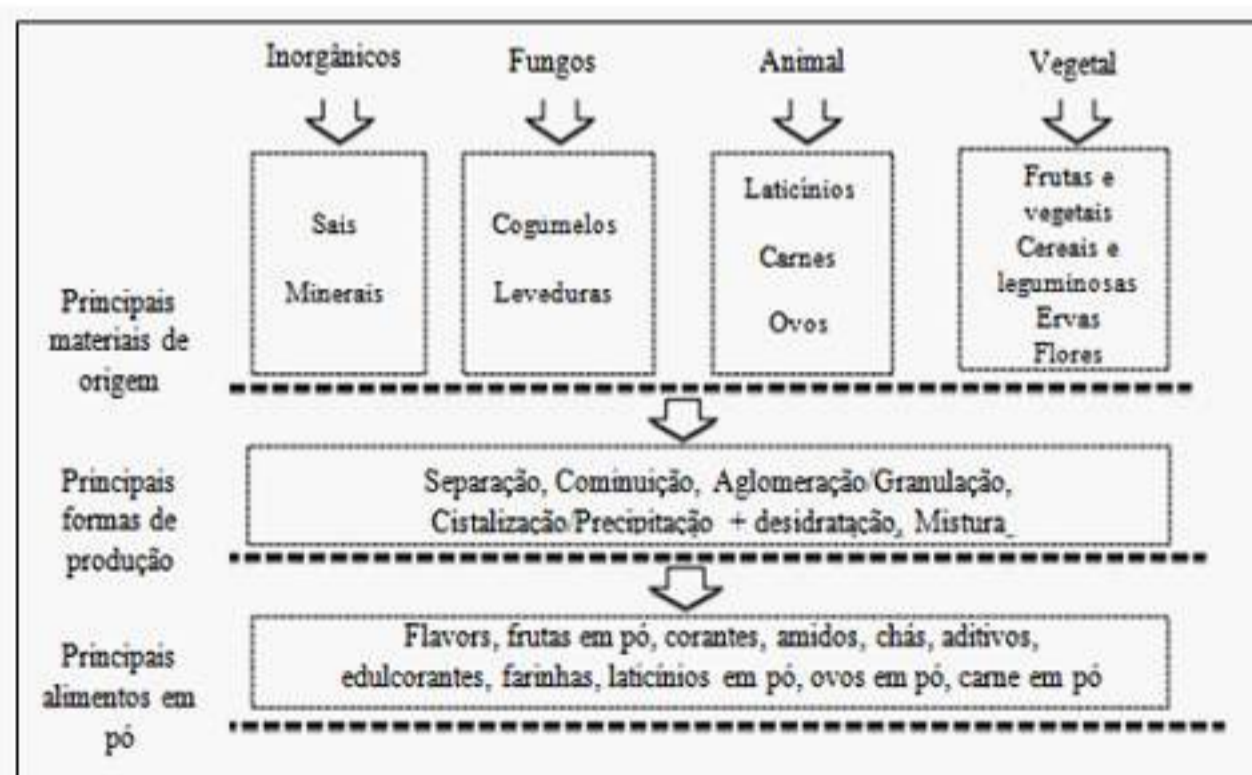 Inorgânicos
Fungos
Animal
Vegetal
Sais
Minerais
Cogumelos
Leveduras
Laticínios
Carnes
Ovos
Frutas e
vegetais
Cereais e
leguminosas
Ervas
Flores
Principais
materiais de
origem
Principais
formas de
produção
Separação, Cominuição, Aglomeração/Granulação,
Cistalização/Precipitação + desidratação, Mistura
Principais
alimentos em
pó
Flavors, frutas em pó, corantes, amidos, chás, aditivos,
edulcorantes, farinhas, laticínios em pó, ovos em pó, carne em pó